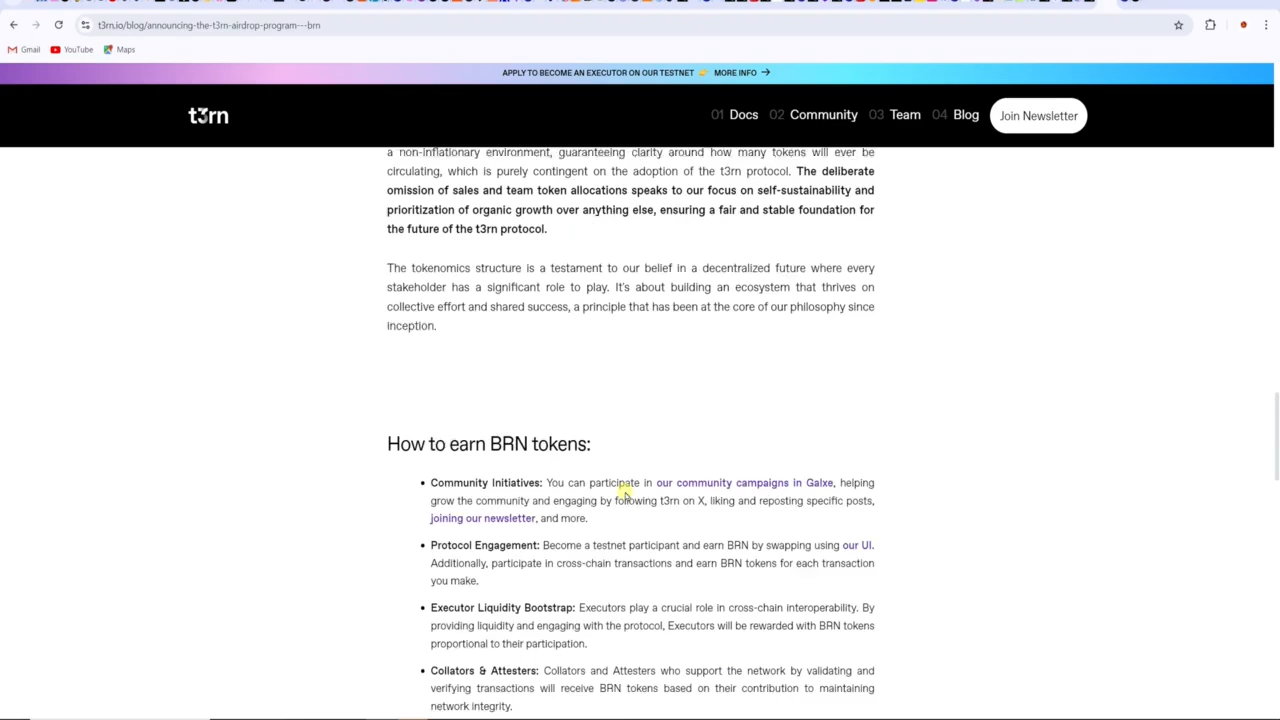 t3rn.io/blog/announcing-the-t3rn-airdrop-program---brn
Gmail YouTube Maps
APPLY TO BECOME AN EXECUTOR ON OUR TESTNET 👉 MORE INFO →
t3rn 01 Docs 02 Community 03 Team 04 Blog Join Newsletter
a non-inflationary environment, guaranteeing clarity around how many tokens will ever be
circulating, which is purely contingent on the adoption of the t3rn protocol. The deliberate
omission of sales and team token allocations speaks to our focus on self-sustainability and
prioritization of organic growth over anything else, ensuring a fair and stable foundation for
the future of the t3rn protocol.
The tokenomics structure is a testament to our belief in a decentralized future where every
stakeholder has a significant role to play. It's about building an ecosystem that thrives on
collective effort and shared success, a principle that has been at the core of our philosophy since
inception.
How to earn BRN tokens:
• Community Initiatives: You can participate in our community campaigns in Galxe, helping
grow the community and engaging by following t3rn on X, liking and reposting specific posts,
joining our newsletter, and more.
• Protocol Engagement: Become a testnet participant and earn BRN by swapping using our UI.
Additionally, participate in cross-chain transactions and earn BRN tokens for each transaction
you make.
• Executor Liquidity Bootstrap: Executors play a crucial role in cross-chain interoperability. By
providing liquidity and engaging with the protocol, Executors will be rewarded with BRN tokens
proportional to their participation.
• Collators & Attesters: Collators and Attesters who support the network by validating and
verifying transactions will receive BRN tokens based on their contribution to maintaining
network integrity.